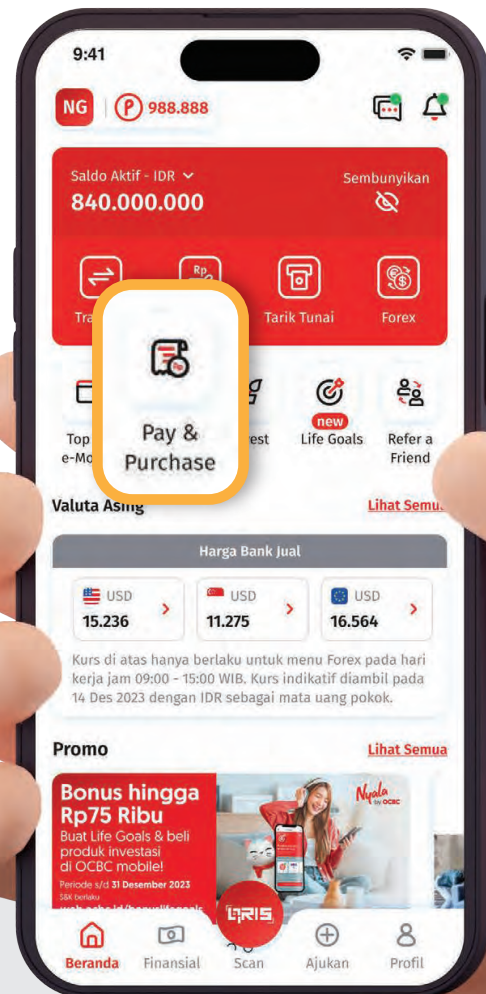 9:41
NG
988.888
Saldo Aktif - IDR
Sembunyikan
840.000.000
Rp
Tarik Tunai
Forex
Pay &
Purchase
new
Top
Life Goals
Refer a
Friend
Valuta Asing
Lihat Semua
Harga Bank Jual
USD
USD
USD
15.236
11.275
16.564
Kurs di atas hanya berlaku untuk menu Forex pada hari
kerja jam 09:00 - 15:00 WIB. Kurs indikatif diambil pada
14 Des 2023 dengan IDR sebagai mata uang pokok.
Promo
Lihat Semua
Bonus hingga
Rp75 Ribu
Buat Life Goals & beli
produk investasi
di OCBC mobile!
Periode s/d 31 Desember 2023
S&K berlaku
Nyala
by OCBC
QRIS
Beranda
Finansial
Scan
Ajukan
Profil